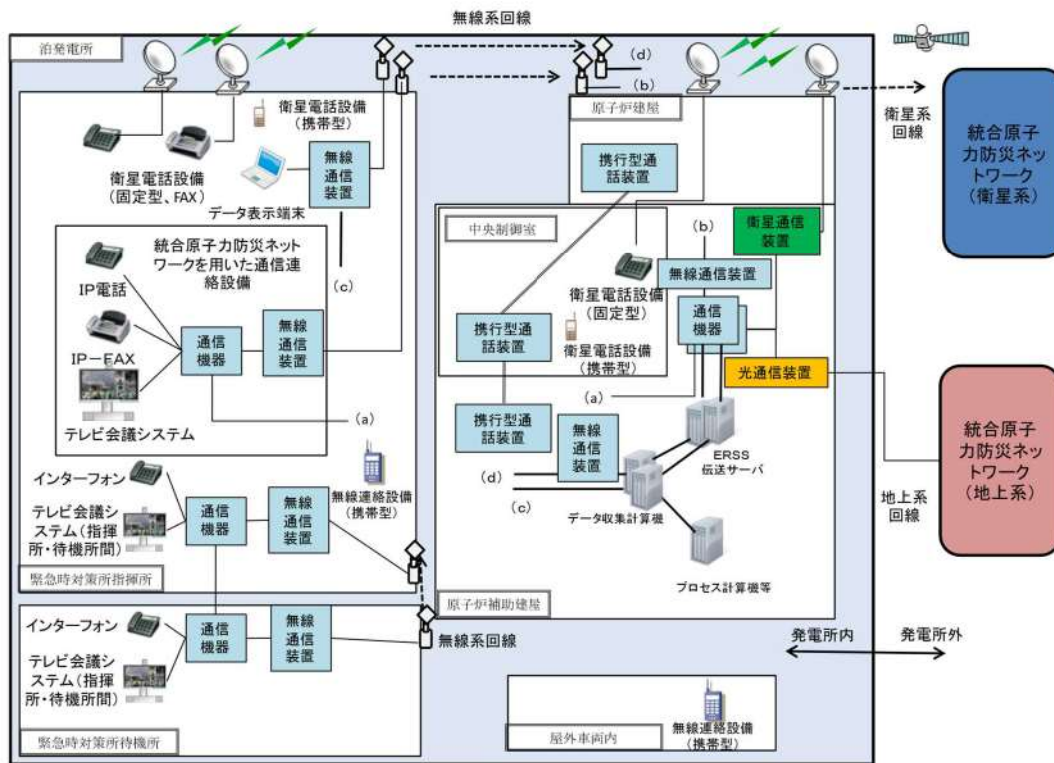 無線系回線
泊発電所
(d)
(b)
衛星電話設備
(携帯型)
無線
通信
装置
衛星電話設備
(固定型、FAX)
データ表示端末
(c)
統合原子力防災ネット
ワークを用いた通信連
絡設備
IP電話
IP-FAX
テレビ会議システム
通信
機器
無線
通信
装置
(a)
インターフォン
テレビ会議シ
ステム(指揮
所・待機所間)
通信
機器
無線
通信
装置
無線連絡設備
(携帯型)
緊急時対策所指揮所
インターフォン
テレビ会議シ
ステム(指揮
所・待機所間)
通信
機器
無線
通信
装置
無線系回線
緊急時対策所待機所
原子炉建屋
携行型通
話装置
中央制御室
(b)
衛星通信
装置
無線通信装置
衛星電話設備
(固定型)
通信
機器
携行型通
話装置
衛星電話設備
(携帯型)
(a)
光通信装置
携行型通
話装置
無線
通信
装置
ERSS
伝送サーバ
(d)
(c)
データ収集計算機
プロセス計算機等
原子炉補助建屋
衛星系
回線
統合原子
力防災ネッ
トワーク
(衛星系)
統合原子
力防災ネッ
トワーク
(地上系)
地上系
回線
発電所内
発電所外
屋外車両内
無線連絡設備
(携帯型)